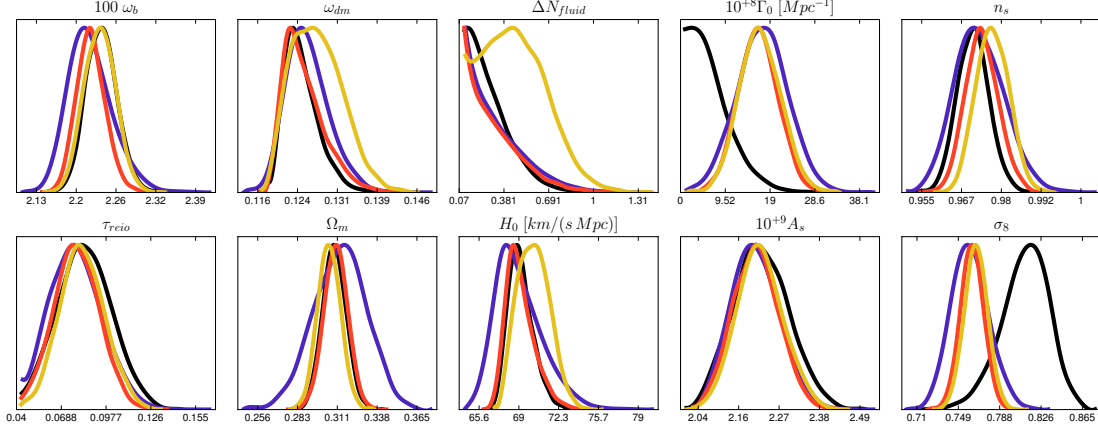 100 ω_b ω_dm ΔN_fluid 10^{+8}Γ_0 [Mpc^{-1}] n_s
2.13 2.2 2.26 2.32 2.39 0.116 0.124 0.131 0.139 0.146 0.07 0.381 0.691 1 1.31 0 9.52 19 28.6 38.1 0.955 0.967 0.98 0.992 1
τ_reio Ω_m H_0 [km/(s Mpc)] 10^{+9}A_s σ_8
0.04 0.0688 0.0977 0.126 0.155 0.256 0.283 0.311 0.338 0.365 65.6 69 72.3 75.6 79 2.04 2.16 2.27 2.38 2.49 0.71 0.749 0.788 0.826 0.865